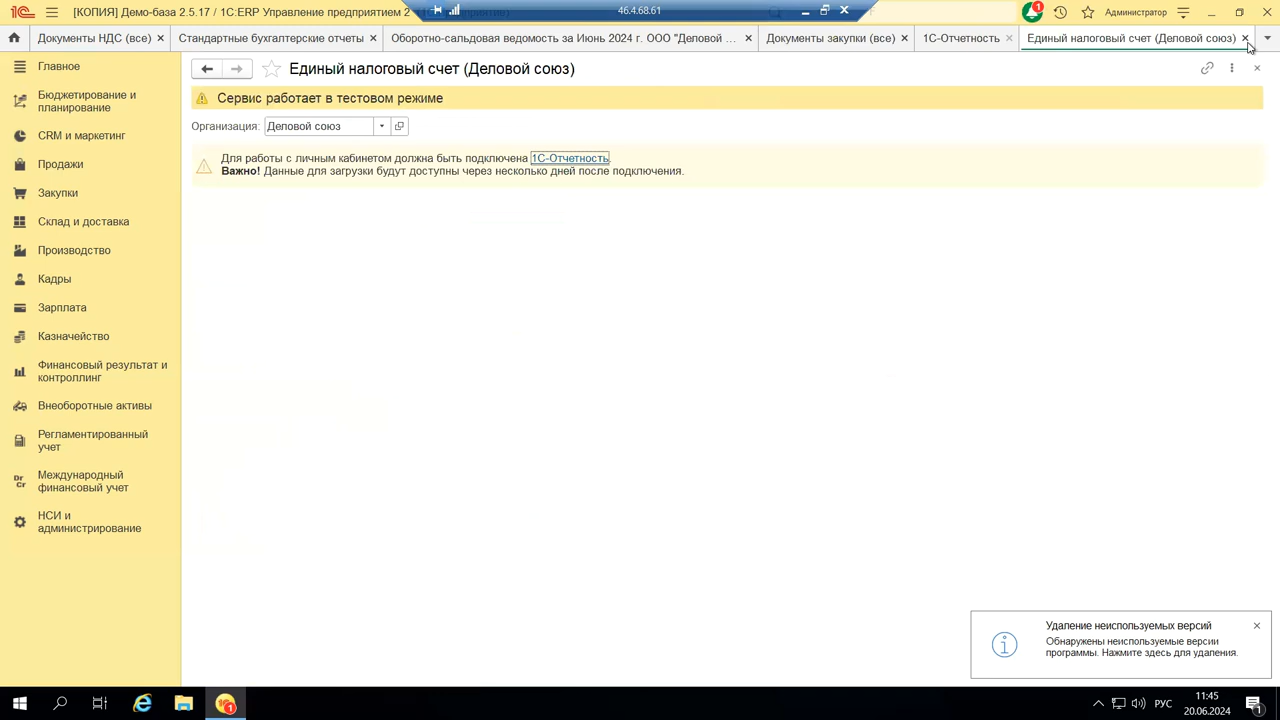 [КОПИЯ] Демо-база 2.5.17 / 1С:ERP Управление предприятием 2
46.4.68.61
1
Администратор
Документы НДС (все)
Стандартные бухгалтерские отчеты
Оборотно-сальдовая ведомость за Июнь 2024 г. ООО "Деловой ...
Документы закупки (все)
1С-Отчетность
Единый налоговый счет (Деловой союз)
Главное
Бюджетирование и
планирование
CRM и маркетинг
Продажи
Закупки
Склад и доставка
Производство
Кадры
Зарплата
Казначейство
Финансовый результат и
контроллинг
Внеоборотные активы
Регламентированный
учет
Dr
Cr
Международный
финансовый учет
НСИ и
администрирование
Единый налоговый счет (Деловой союз)
Сервис работает в тестовом режиме
Организация:
Деловой союз
Для работы с личным кабинетом должна быть подключена 1С-Отчетность.
Важно! Данные для загрузки будут доступны через несколько дней после подключения.
Удаление неиспользуемых версий
Обнаружены неиспользуемые версии
программы. Нажмите здесь для удаления.
1
РУС
11:45
20.06.2024
1